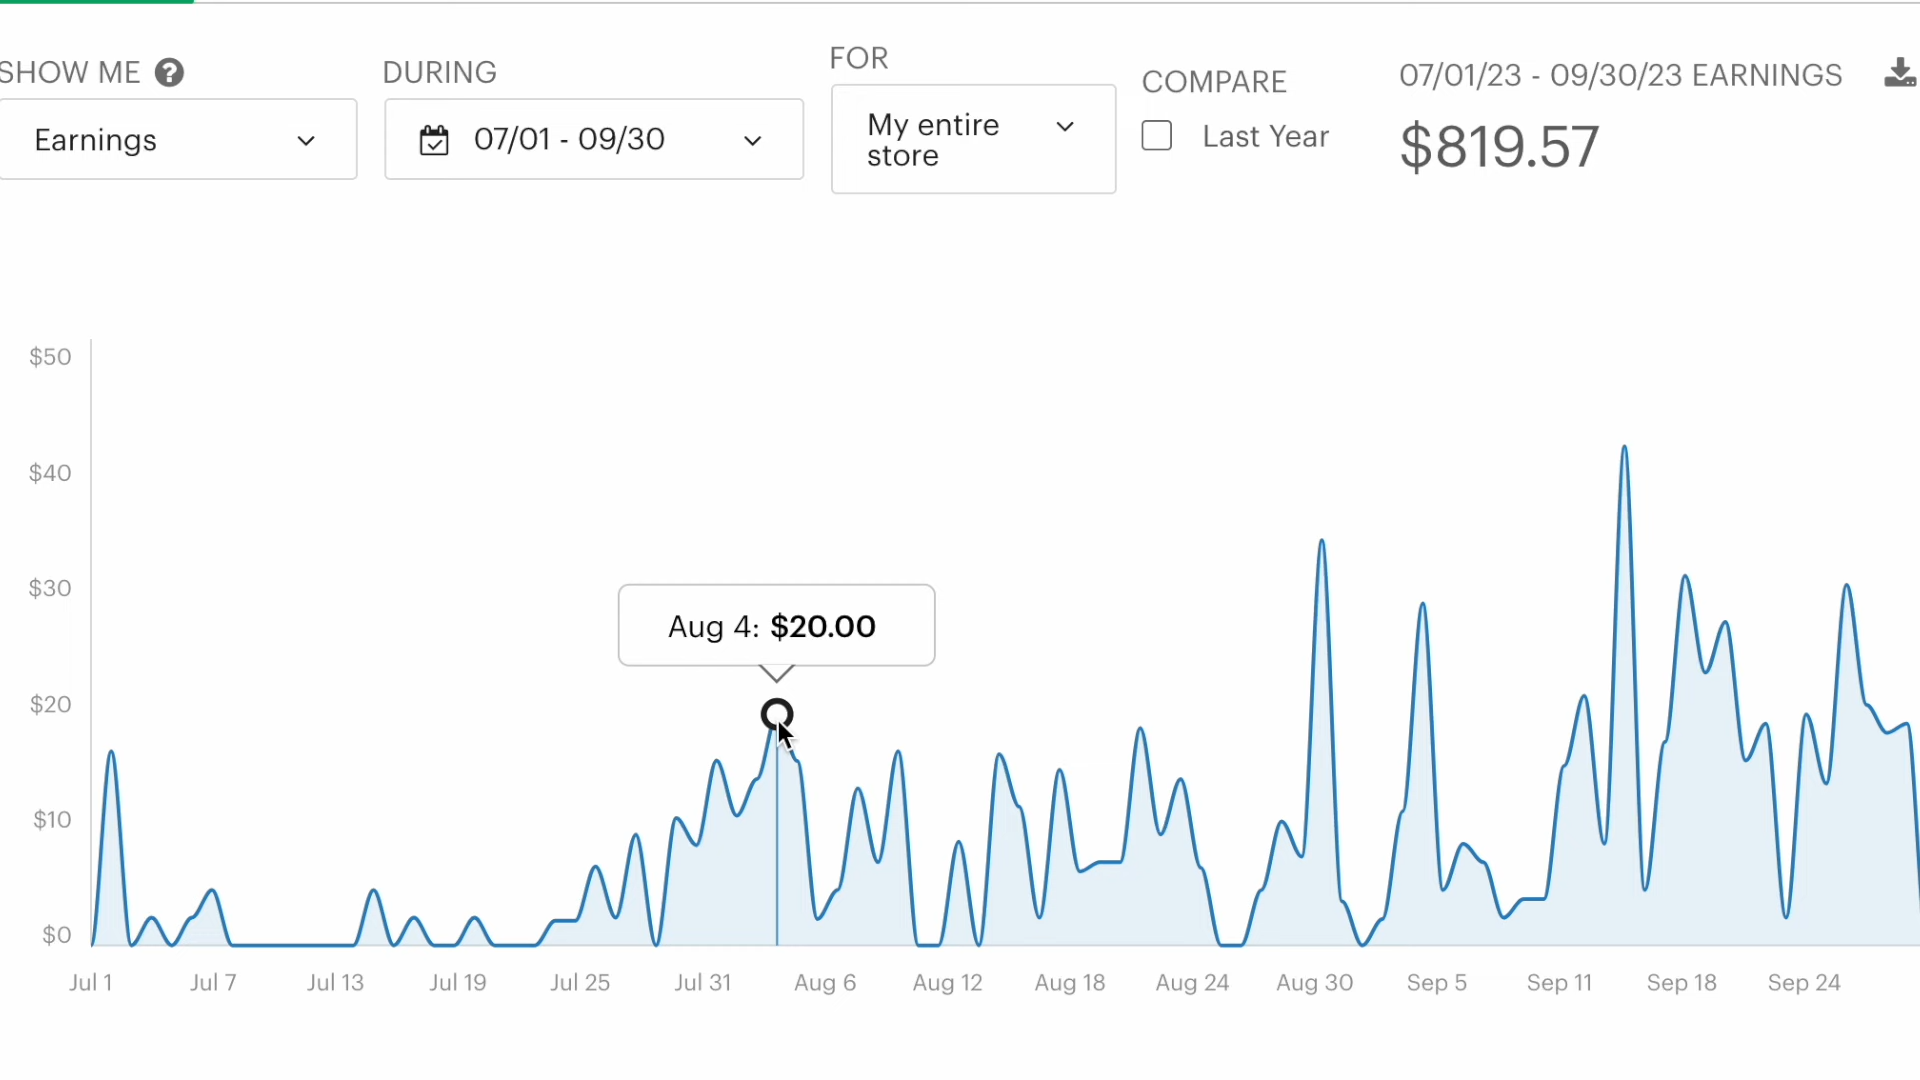 SHOW ME
Earnings
DURING
07/01 - 09/30
FOR
My entire
store
COMPARE
Last Year
07/01/23 - 09/30/23 EARNINGS
$819.57
$50
$40
$30
$20
$10
$0
Aug 4: $20.00
Jul 1
Jul 7
Jul 13
Jul 19
Jul 25
Jul 31
Aug 6
Aug 12
Aug 18
Aug 24
Aug 30
Sep 5
Sep 11
Sep 18
Sep 24